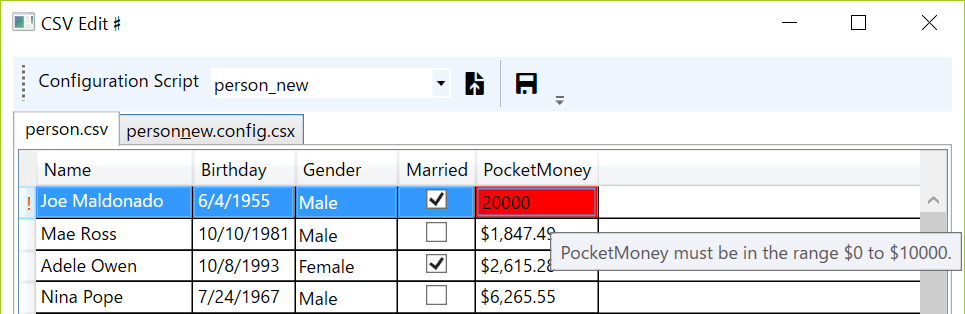 CSV Edit ♯
Configuration Script person_new
person.csv personnew.config.csx
Name Birthday Gender Married PocketMoney
! Joe Maldonado 6/4/1955 Male 20000
Mae Ross 10/10/1981 Male $1,847.49
PocketMoney must be in the range $0 to $10000.
Adele Owen 10/8/1993 Female $2,615.28
Nina Pope 7/24/1967 Male $6,265.55